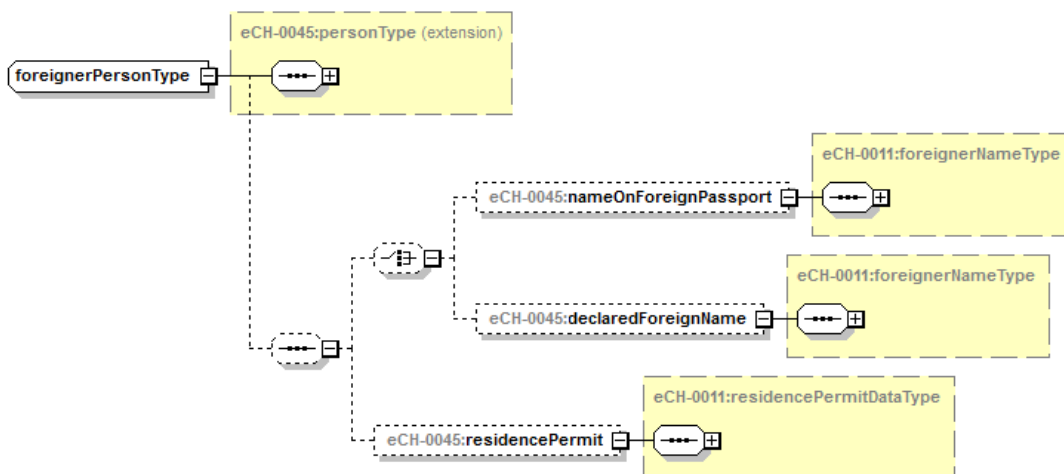 eCH-0045:personType (extension)
foreignerPersonType
eCH-0011:foreignerNameType
eCH-0045:nameOnForeignPassport
eCH-0011:foreignerNameType
eCH-0045:declaredForeignName
eCH-0011:residencePermitDataType
eCH-0045:residencePermit